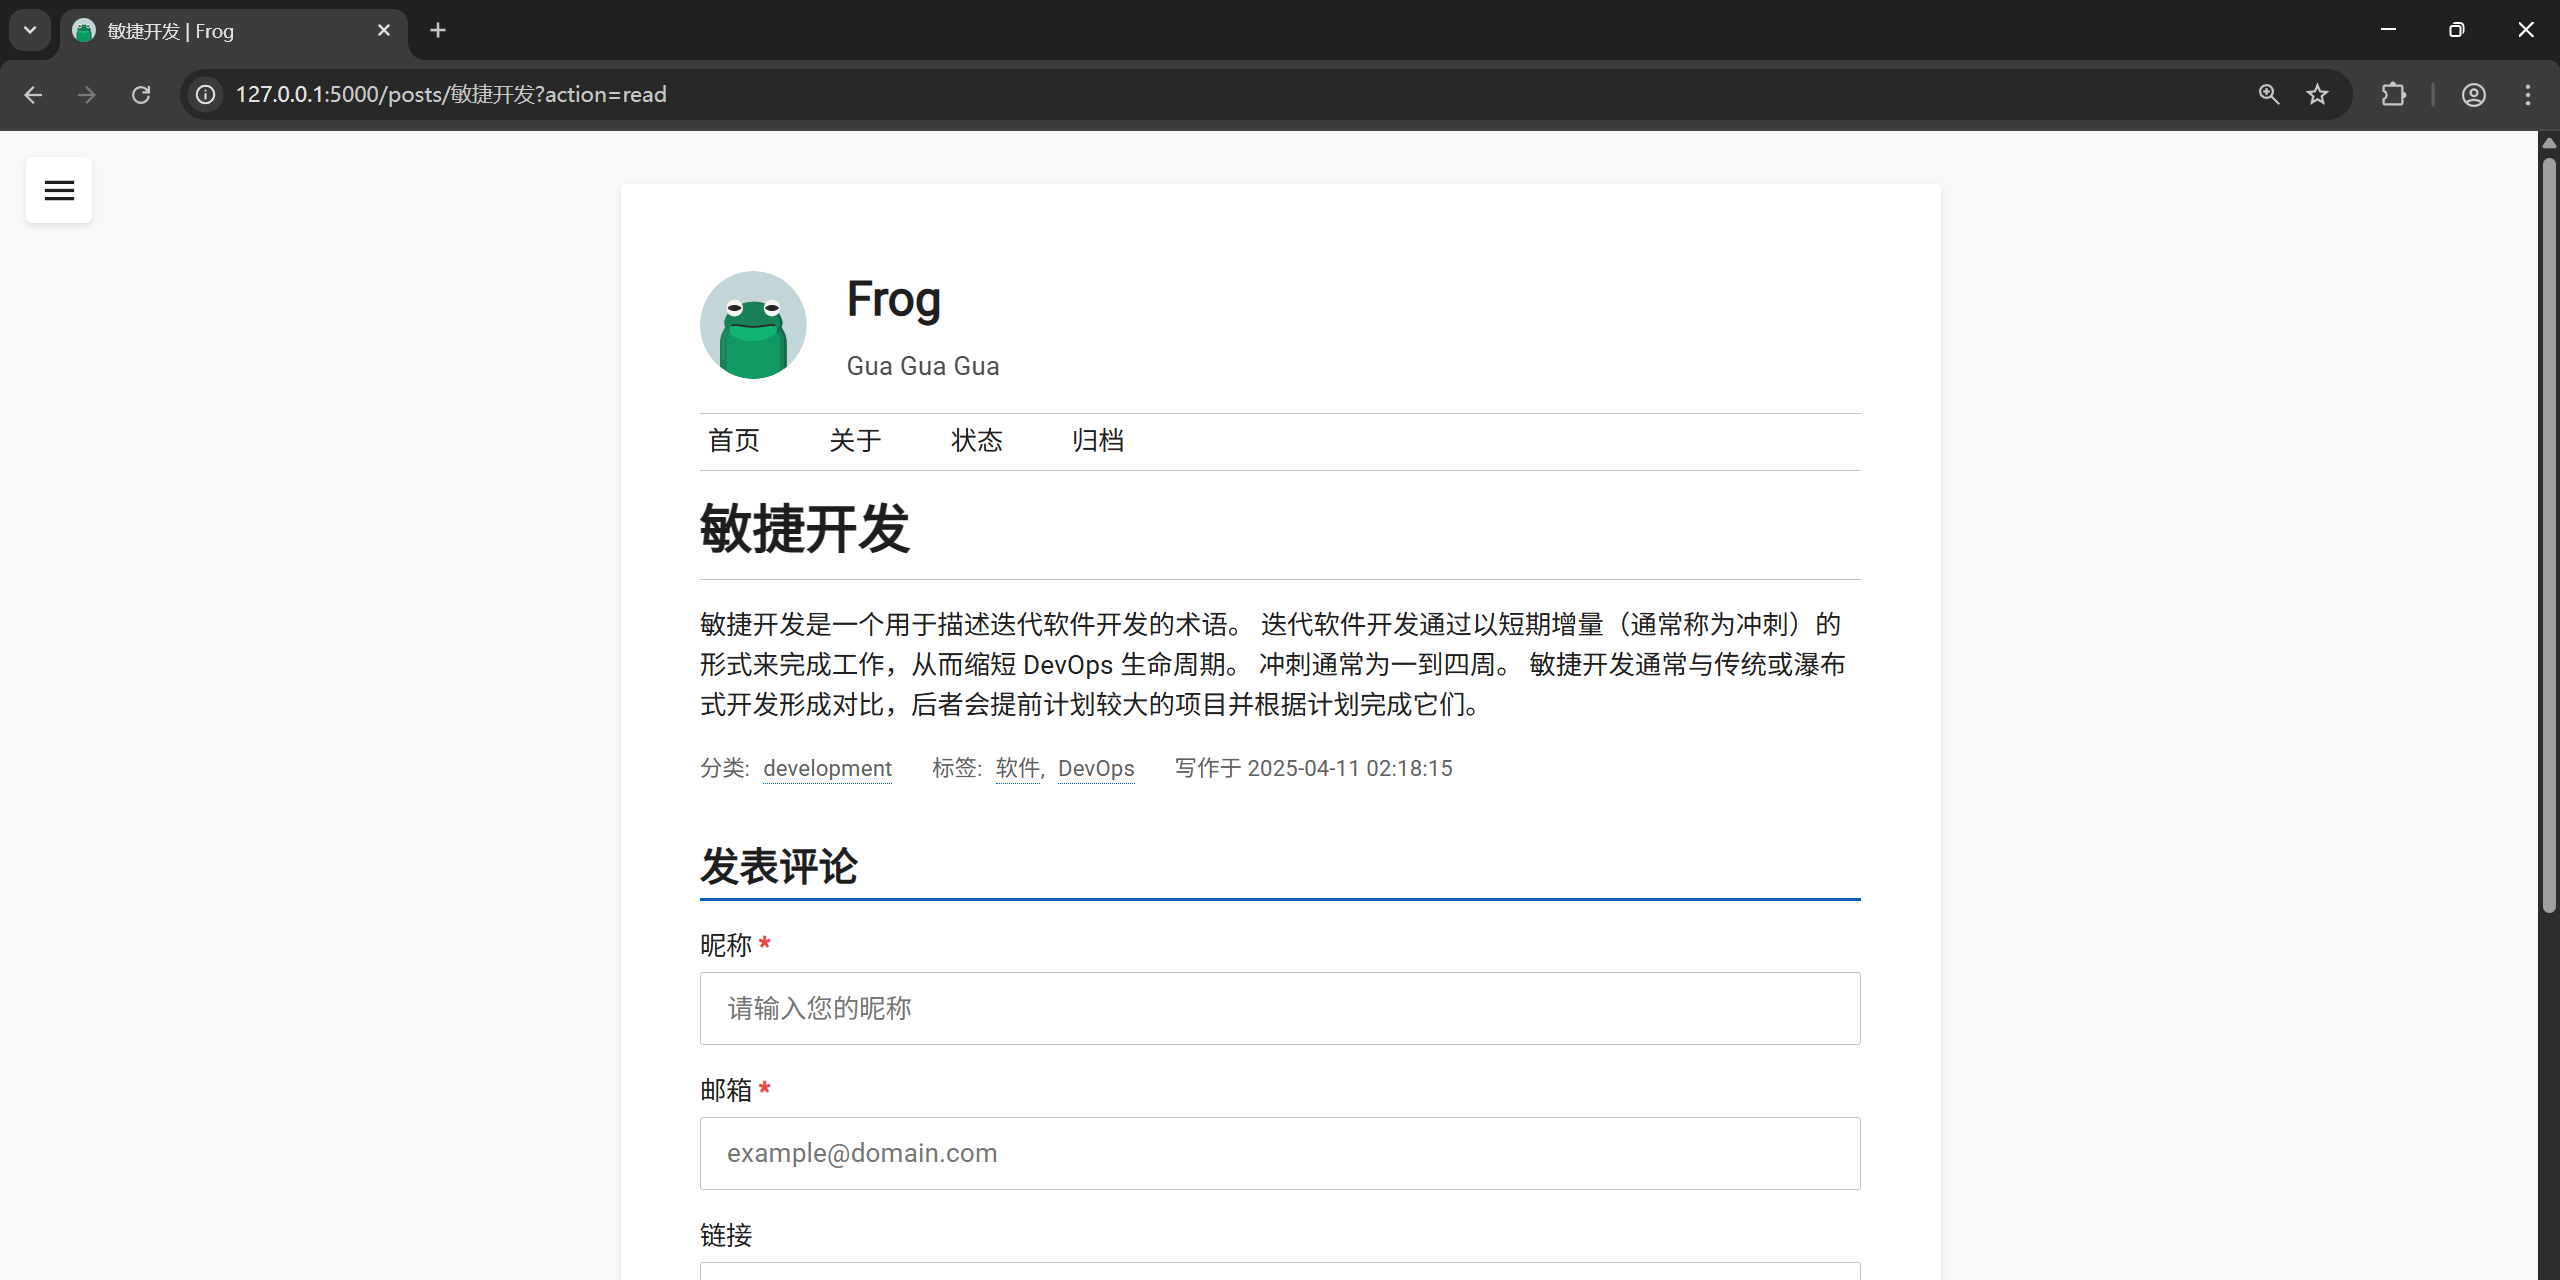 敏捷开发 | Frog
127.0.0.1:5000/posts/敏捷开发?action=read
Frog
Gua Gua Gua
首页 关于 状态 归档
敏捷开发
敏捷开发是一个用于描述迭代软件开发的术语。 迭代软件开发通过以短期增量（通常称为冲刺）的
形式来完成工作，从而缩短 DevOps 生命周期。 冲刺通常为一到四周。 敏捷开发通常与传统或瀑布
式开发形成对比，后者会提前计划较大的项目并根据计划完成它们。
分类: development 标签: 软件, DevOps 写作于 2025-04-11 02:18:15
发表评论
昵称 *
请输入您的昵称
邮箱 *
example@domain.com
链接